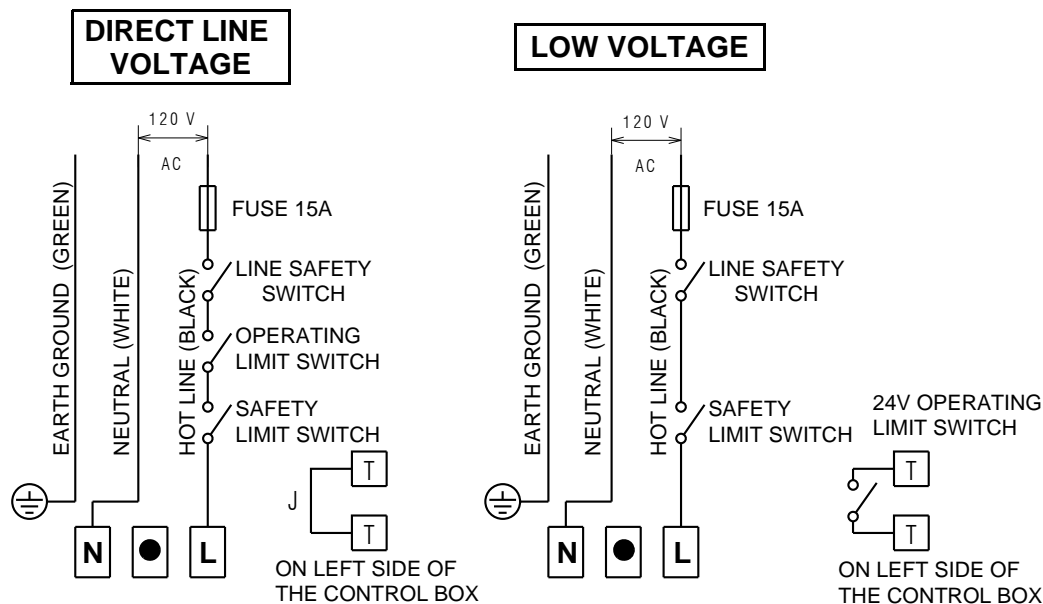 DIRECT LINE
VOLTAGE
120 V
AC
EARTH GROUND (GREEN)
NEUTRAL (WHITE)
HOT LINE (BLACK)
FUSE 15A
LINE SAFETY
SWITCH
OPERATING
LIMIT SWITCH
SAFETY
LIMIT SWITCH
T
J
T
N
L
ON LEFT SIDE OF
THE CONTROL BOX
LOW VOLTAGE
120 V
AC
EARTH GROUND (GREEN)
NEUTRAL (WHITE)
HOT LINE (BLACK)
FUSE 15A
LINE SAFETY
SWITCH
SAFETY
LIMIT SWITCH
24V OPERATING
LIMIT SWITCH
T
T
N
L
ON LEFT SIDE OF
THE CONTROL BOX